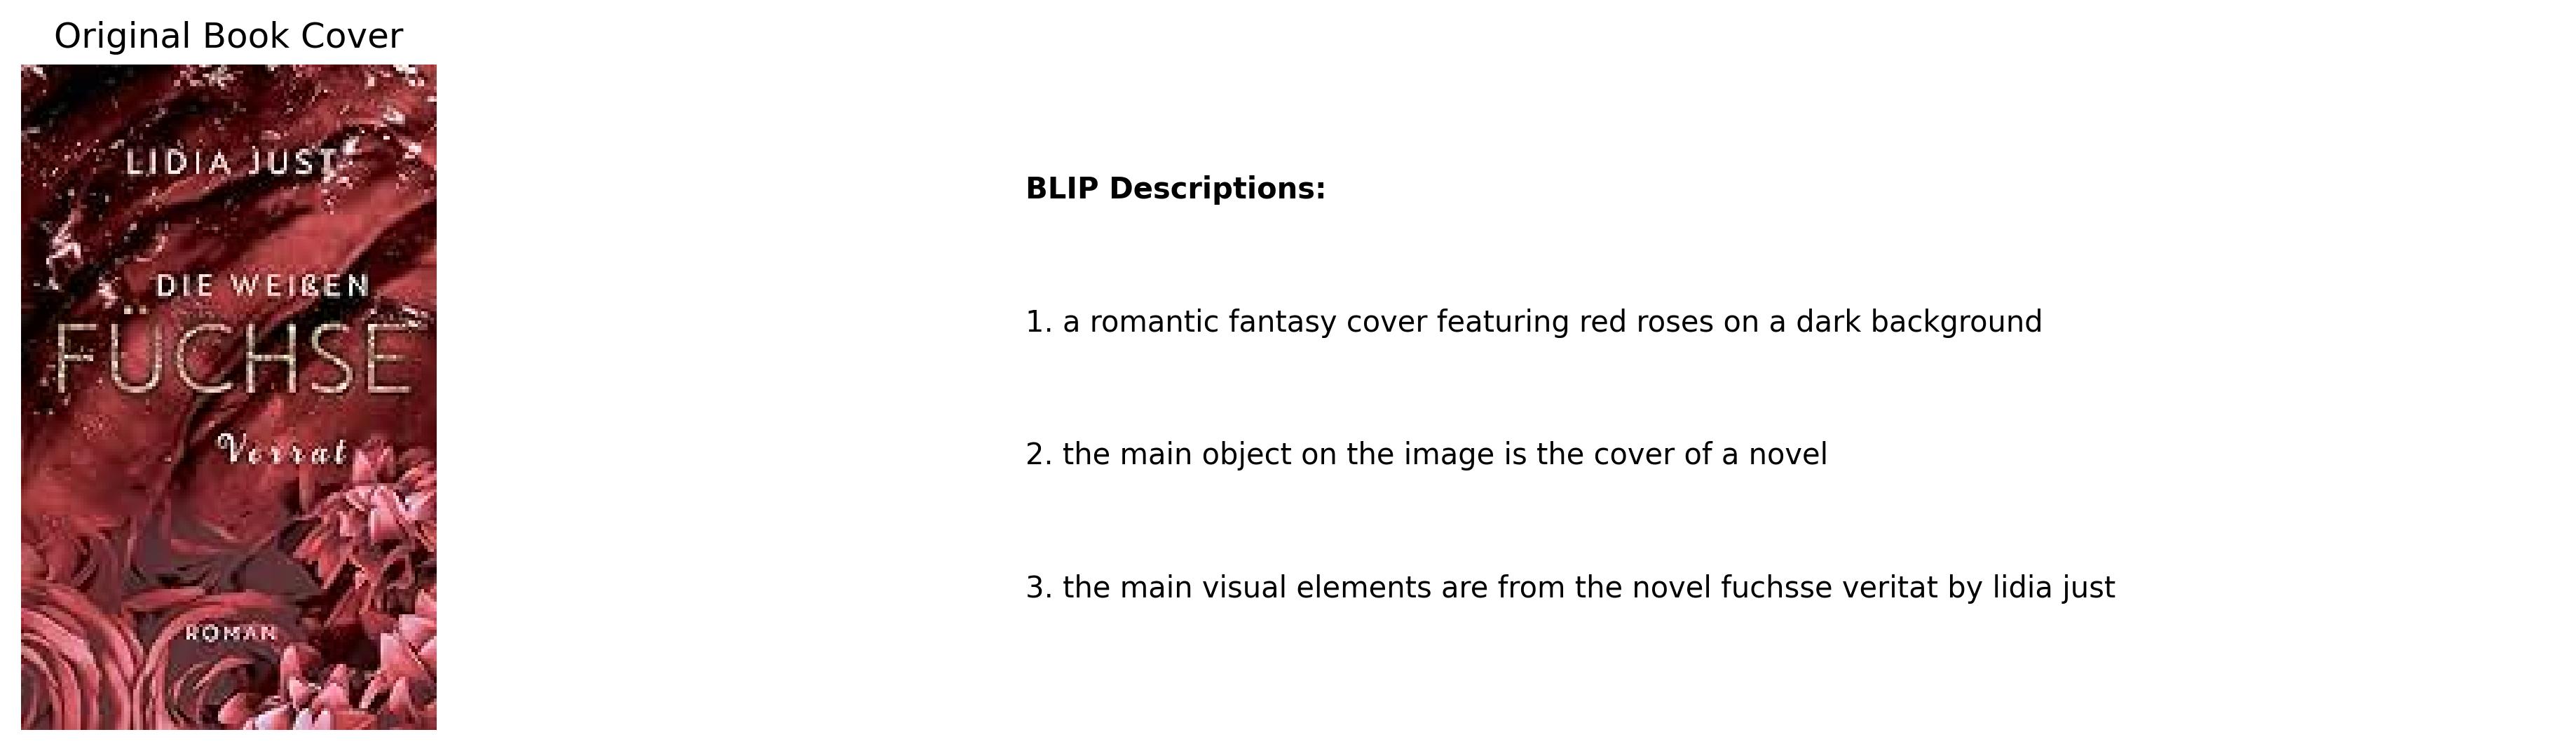 Original Book Cover
LIDIA JUST
DIE WEIßEN
FÜCHSE
Verrat
ROMAN
BLIP Descriptions:
1. a romantic fantasy cover featuring red roses on a dark background
2. the main object on the image is the cover of a novel
3. the main visual elements are from the novel fuchsse veritat by lidia just